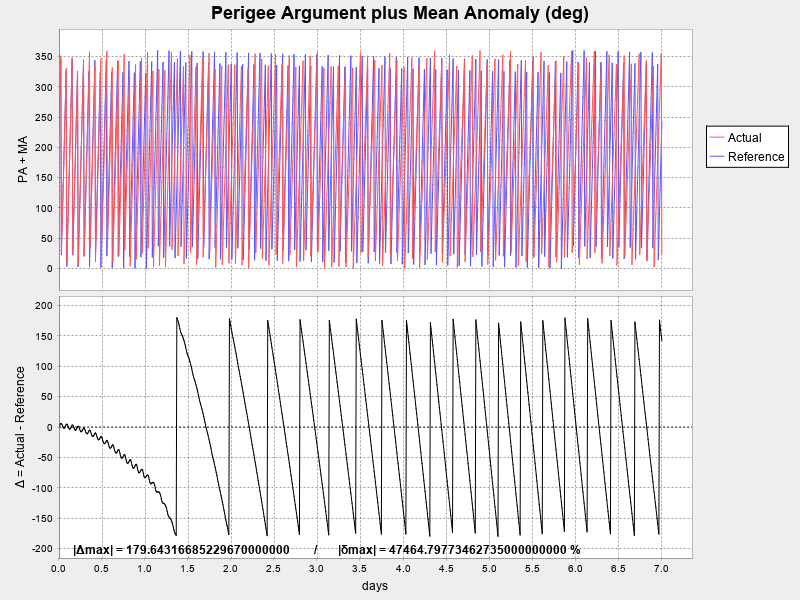 Perigee Argument plus Mean Anomaly (deg)
350
300
250
200
150
100
50
0
PA + MA
Actual
Reference
200
150
100
50
0
-50
-100
-150
-200
Δ = Actual - Reference
|Δmax| = 179.64316685229670000000 / |δmax| = 47464.79773462735000000000 %
0.0 0.5 1.0 1.5 2.0 2.5 3.0 3.5 4.0 4.5 5.0 5.5 6.0 6.5 7.0
days